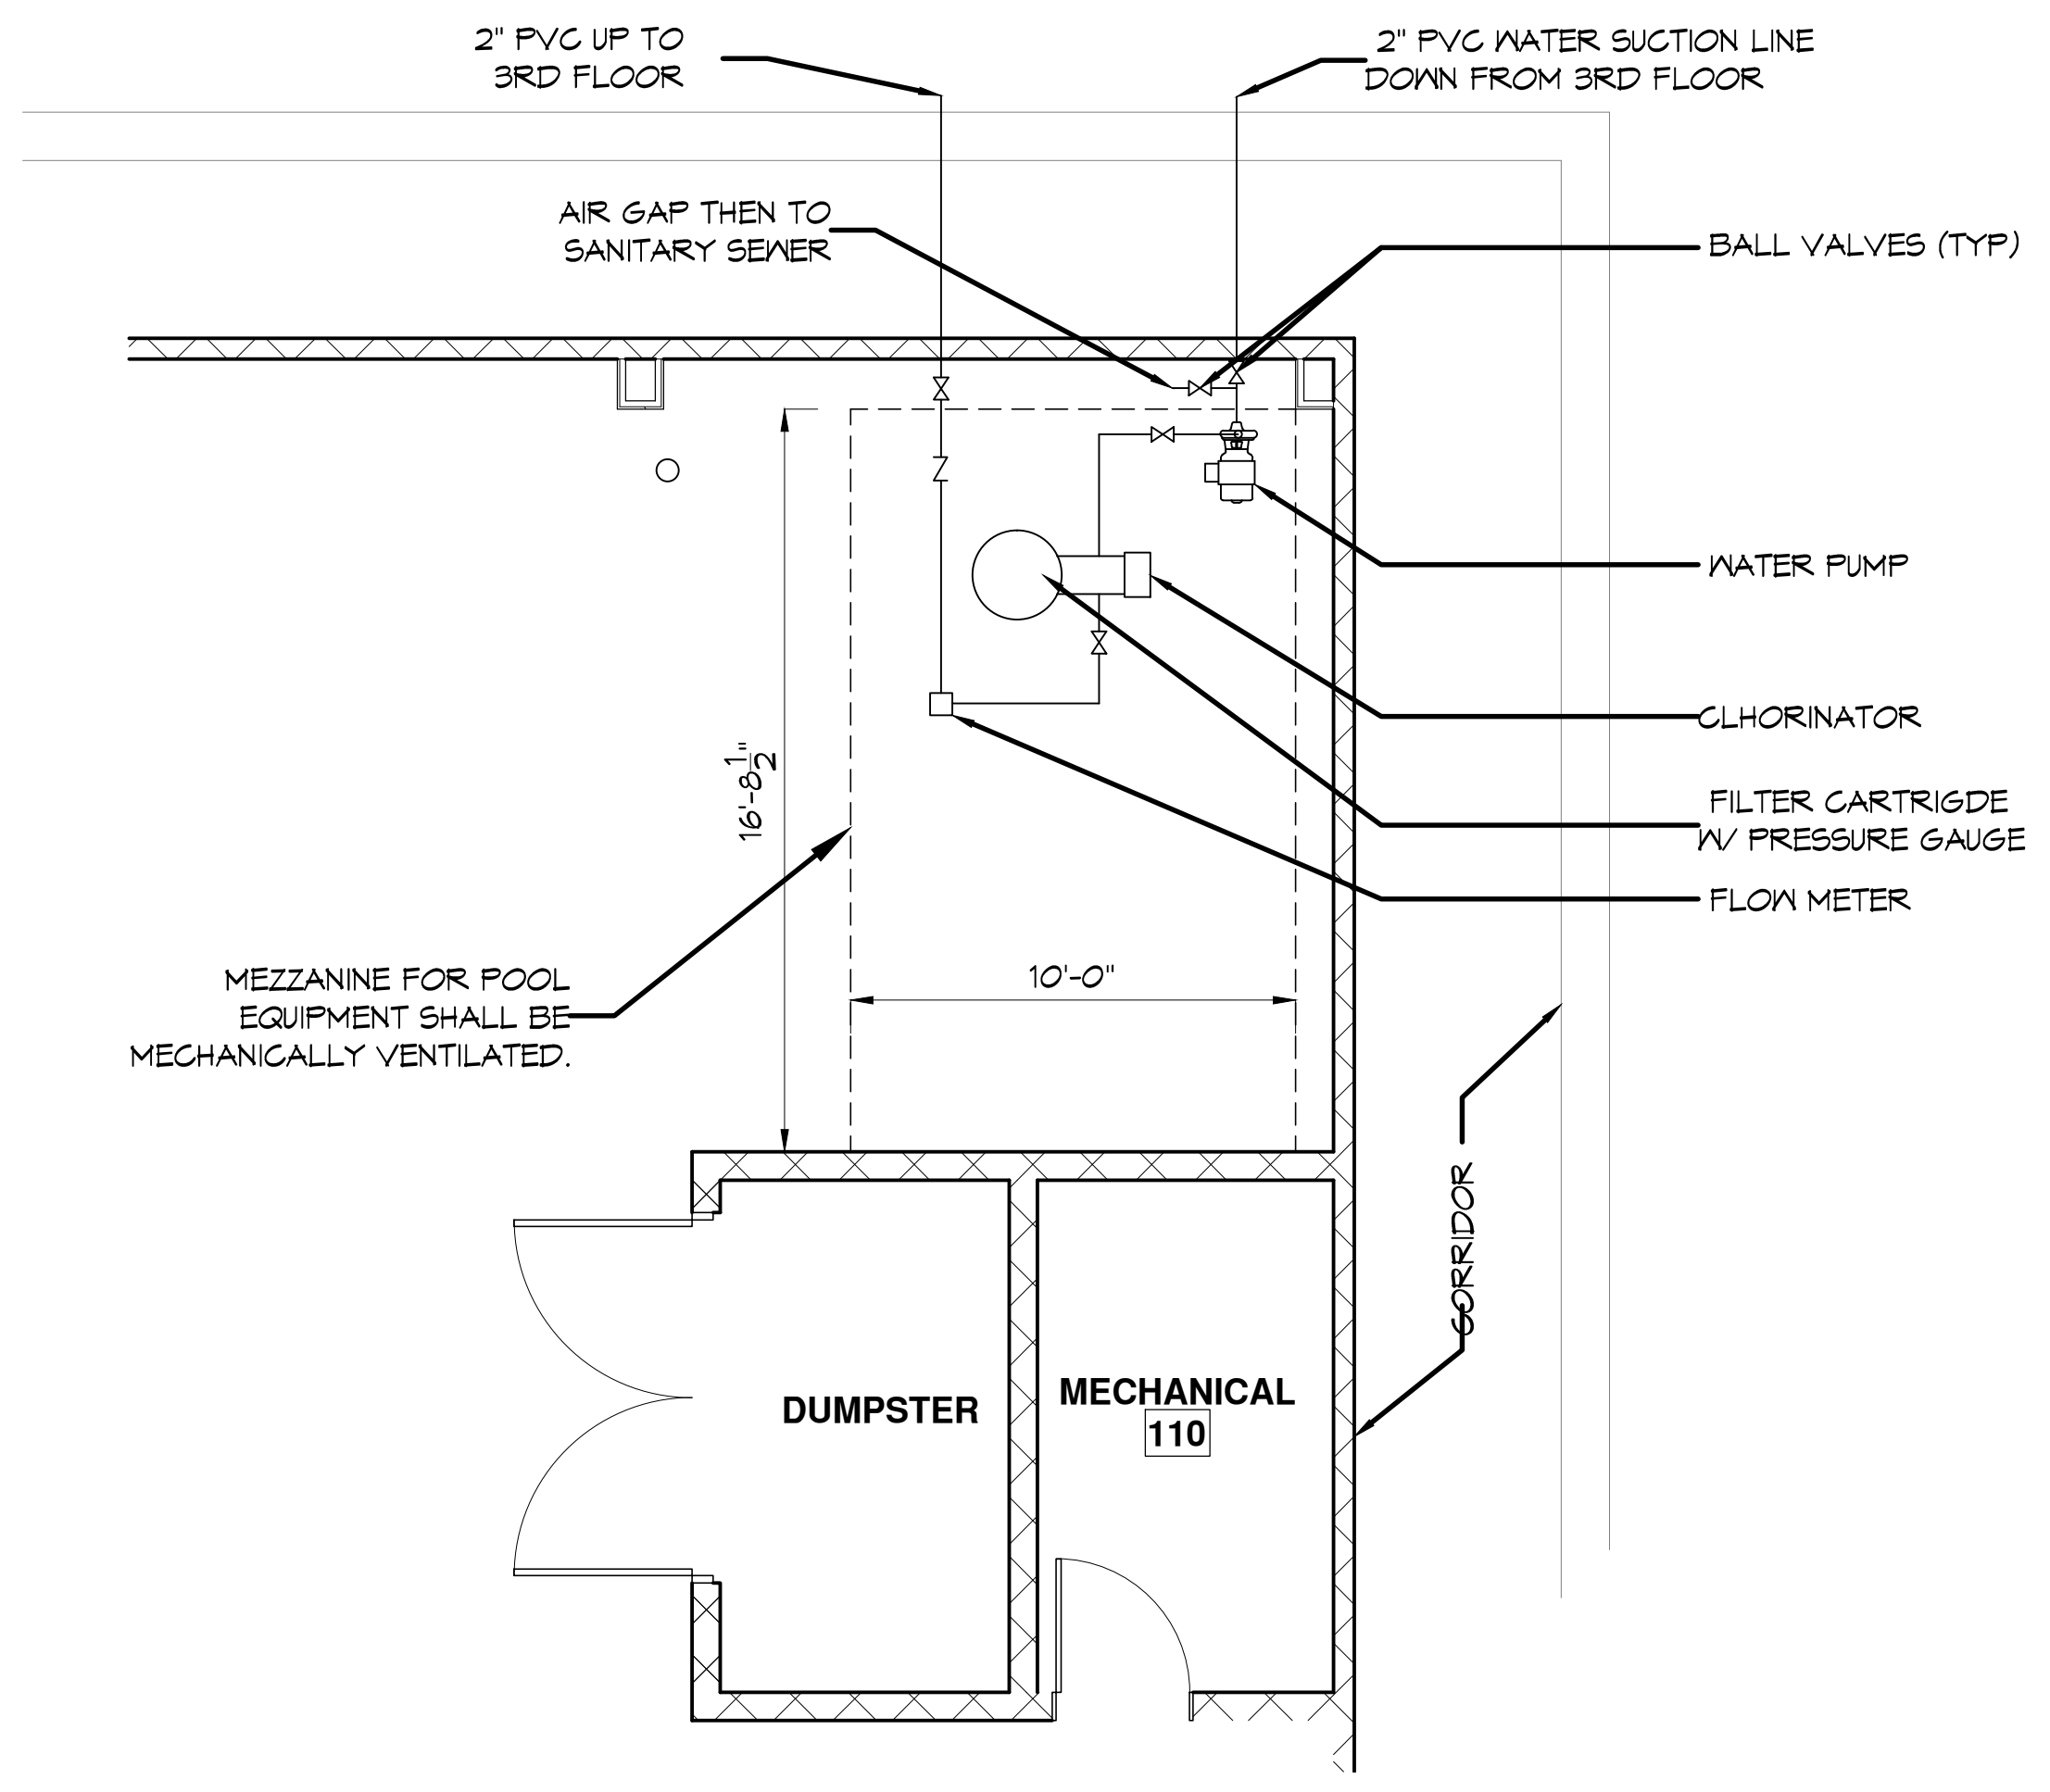 2" PVC UP TO
3RD FLOOR
2" PVC WATER SUCTION LINE
DOWN FROM 3RD FLOOR
AIR GAP THEN TO
SANITARY SEWER
BALL VALVES (TYP)
WATER PUMP
CLHORINATOR
16'-8 1/2"
FILTER CARTRIGDE
W/ PRESSURE GAUGE
FLOW METER
MEZZANINE FOR POOL
EQUIPMENT SHALL BE
MECHANICALLY VENTILATED.
10'-0"
CORRIDOR
DUMPSTER
MECHANICAL
110